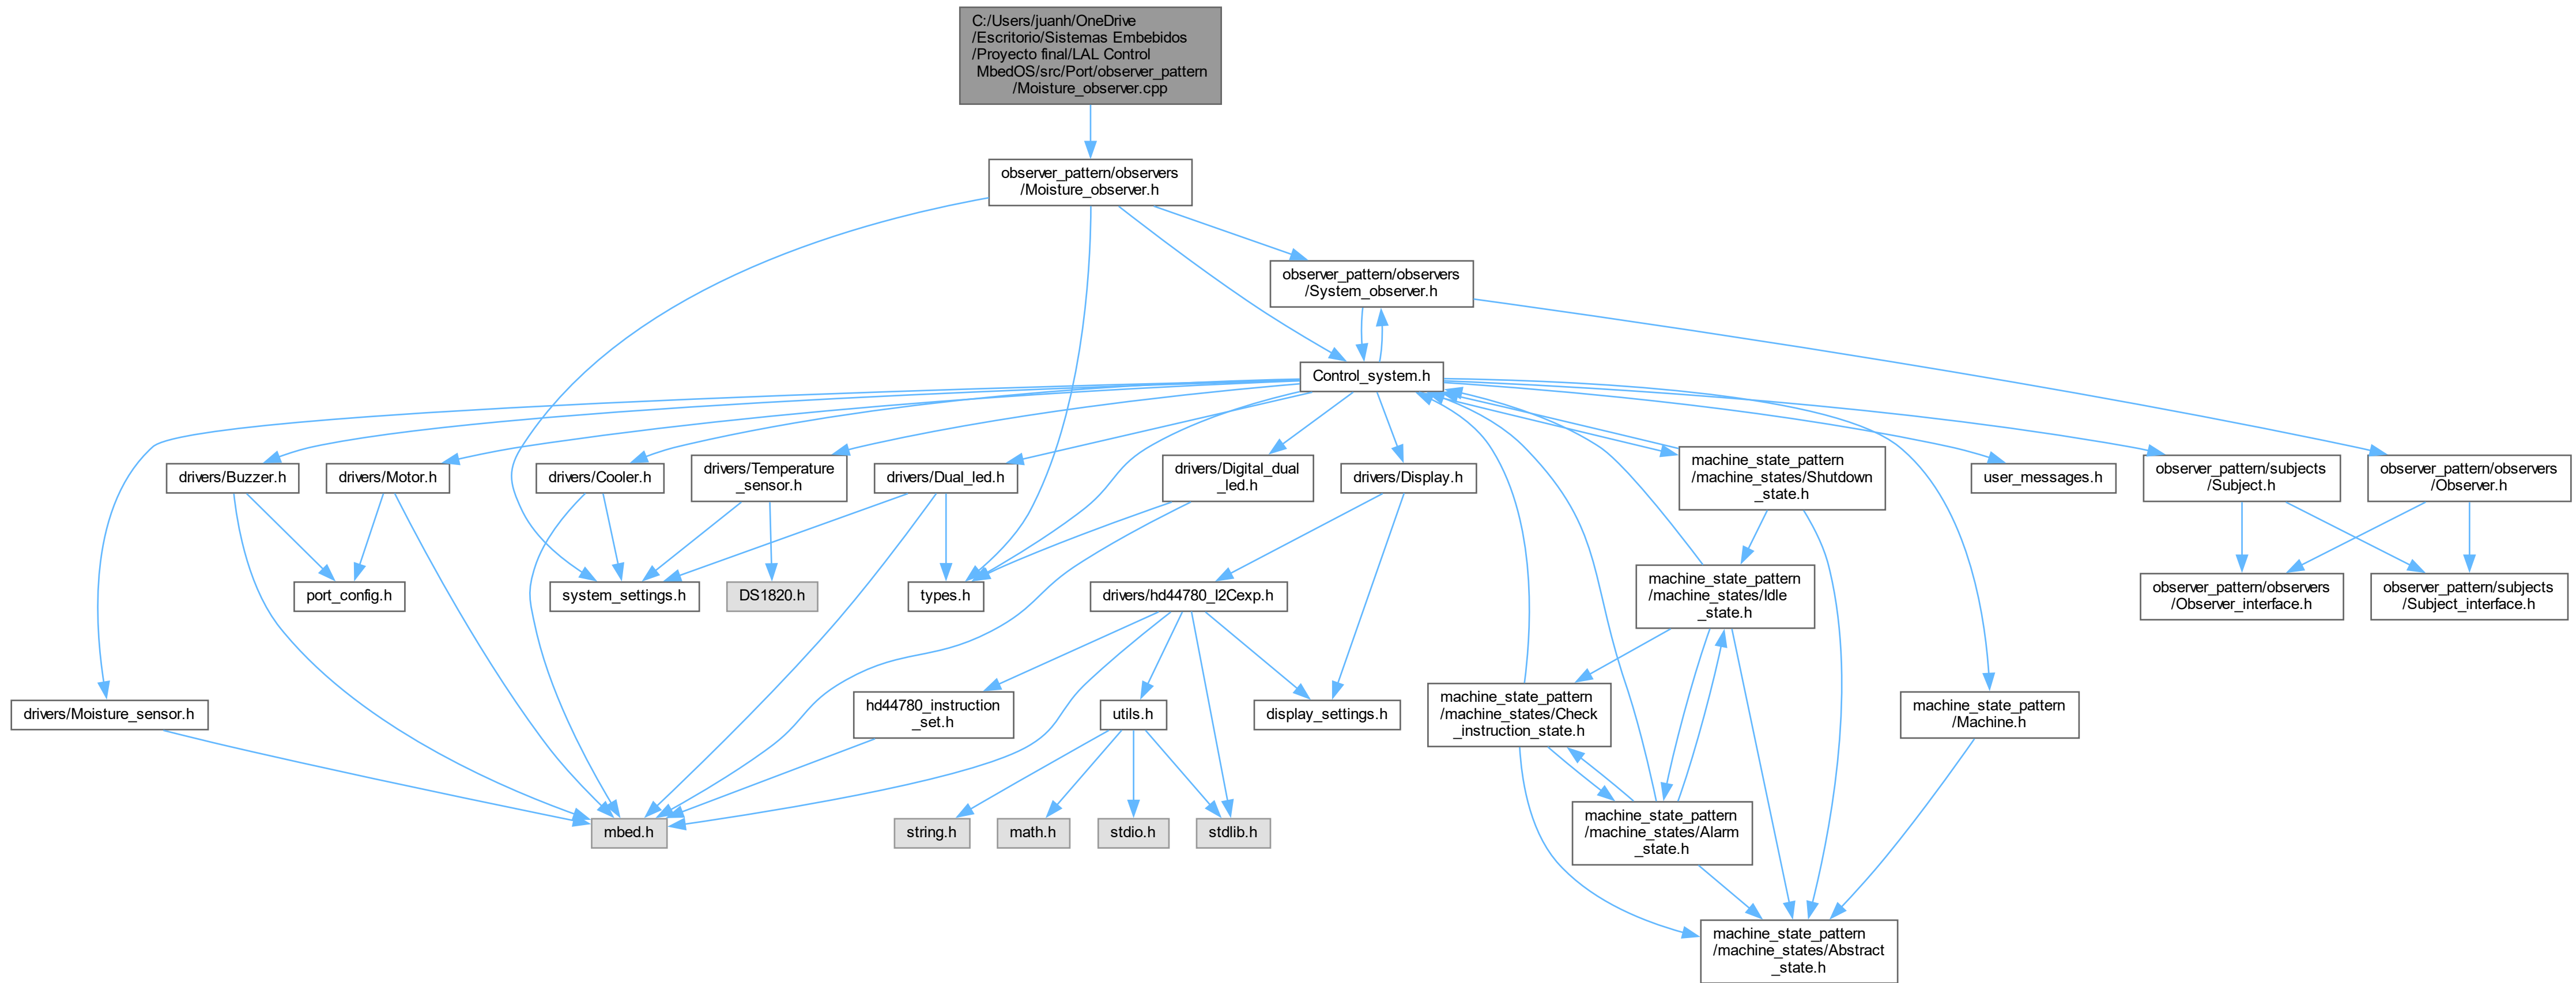 C:/Users/juanh/OneDrive
/Escritorio/Sistemas Embebidos
/Proyecto final/LAL Control
MbedOS/src/Port/observer_pattern
/Moisture_observer.cpp
observer_pattern/observers
/Moisture_observer.h
observer_pattern/observers
/System_observer.h
Control_system.h
drivers/Buzzer.h
drivers/Motor.h
drivers/Cooler.h
drivers/Temperature
_sensor.h
drivers/Dual_led.h
drivers/Digital_dual
_led.h
drivers/Display.h
machine_state_pattern
/machine_states/Shutdown
_state.h
user_messages.h
observer_pattern/subjects
/Subject.h
observer_pattern/observers
/Observer.h
port_config.h
system_settings.h
DS1820.h
types.h
drivers/hd44780_I2Cexp.h
machine_state_pattern
/machine_states/Idle
_state.h
observer_pattern/observers
/Observer_interface.h
observer_pattern/subjects
/Subject_interface.h
drivers/Moisture_sensor.h
hd44780_instruction
_set.h
utils.h
display_settings.h
machine_state_pattern
/machine_states/Check
_instruction_state.h
machine_state_pattern
/Machine.h
mbed.h
string.h
math.h
stdio.h
stdlib.h
machine_state_pattern
/machine_states/Alarm
_state.h
machine_state_pattern
/machine_states/Abstract
_state.h